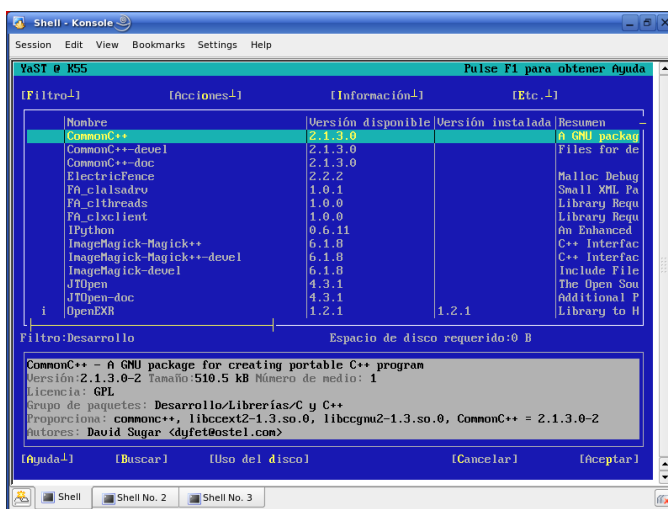 Shell - Konsole
Session Edit View Bookmarks Settings Help
YaST @ K55 Pulse F1 para obtener Ayuda
[Filtro┴] [Acciones┴] [Información┴] [Etc.┴]
Nombre Versión disponible Versión instalada Resumen
CommonC++ 2.1.3.0 A GNU packag
CommonC++-devel 2.1.3.0 Files for de
CommonC++-doc 2.1.3.0
ElectricFence 2.2.2 Malloc Debug
FA_clalsadrv 1.0.1 Small XML Pa
FA_clthreads 1.0.0 Library Requ
FA_clxclient 1.0.0 Library Requ
IPython 0.6.11 An Enhanced
ImageMagick-Magick++ 6.1.8 C++ Interfac
ImageMagick-Magick++-devel 6.1.8 C++ Interfac
ImageMagick-devel 6.1.8 Include File
JTOpen 4.3.1 The Open Sou
JTOpen-doc 4.3.1 Additional P
i OpenEXR 1.2.1 1.2.1 Library to H
Filtro:Desarrollo Espacio de disco requerido:0 B
CommonC++ - A GNU package for creating portable C++ program
Versión:2.1.3.0-2 Tamaño:510.5 kB Número de medio: 1
Licencia: GPL
Grupo de paquetes: Desarrollo/Librerías/C y C++
Proporciona: commonc++, libccext2-1.3.so.0, libccgnu2-1.3.so.0, CommonC++ = 2.1.3.0-2
Autores: David Sugar <dyfet@ostel.com>
[Ayuda┴] [Buscar] [Uso del disco] [Cancelar] [Aceptar]
Shell Shell No. 2 Shell No. 3